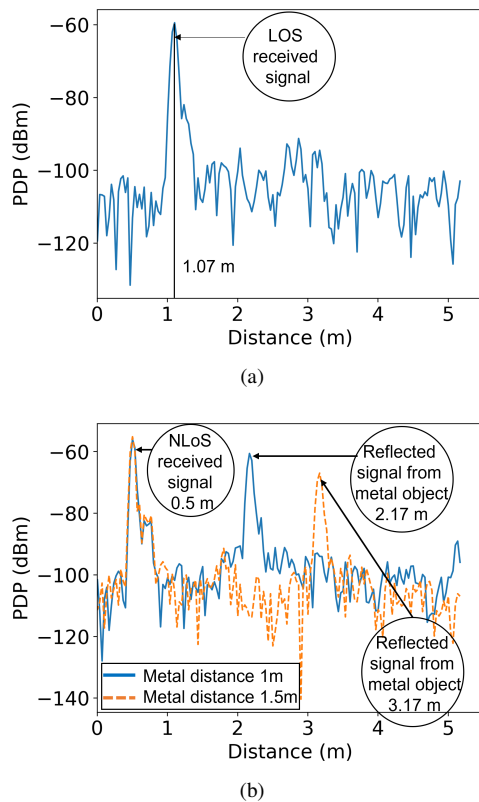 −60
−80
−100
−120
PDP (dBm)
LOS
received
signal
1.07 m
0
1
2
3
4
5
Distance (m)
(a)
−60
−80
−100
−120
−140
PDP (dBm)
NLoS
received
signal
0.5 m
Reflected
signal from
metal object
2.17 m
Reflected
signal from
metal object
3.17 m
Metal distance 1m
Metal distance 1.5m
0
1
2
3
4
5
Distance (m)
(b)